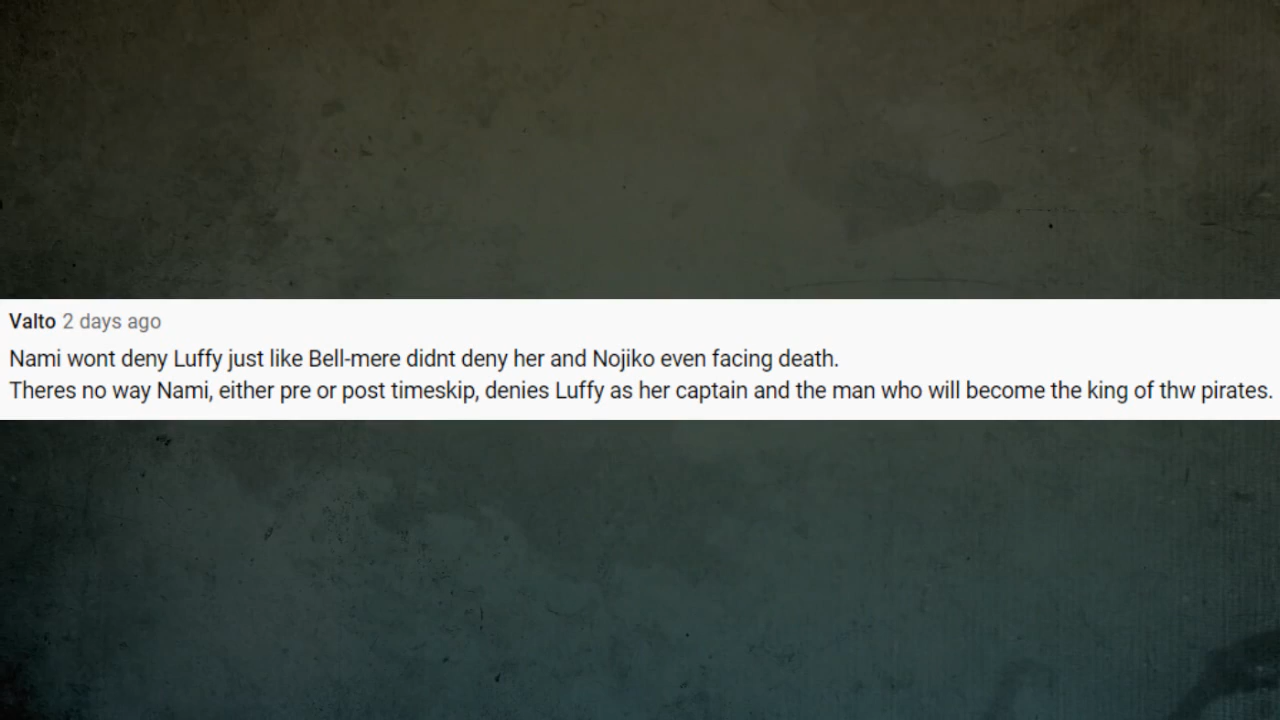 Valto 2 days ago
Nami wont deny Luffy just like Bell-mere didnt deny her and Nojiko even facing death.
Theres no way Nami, either pre or post timeskip, denies Luffy as her captain and the man who will become the king of thw pirates.